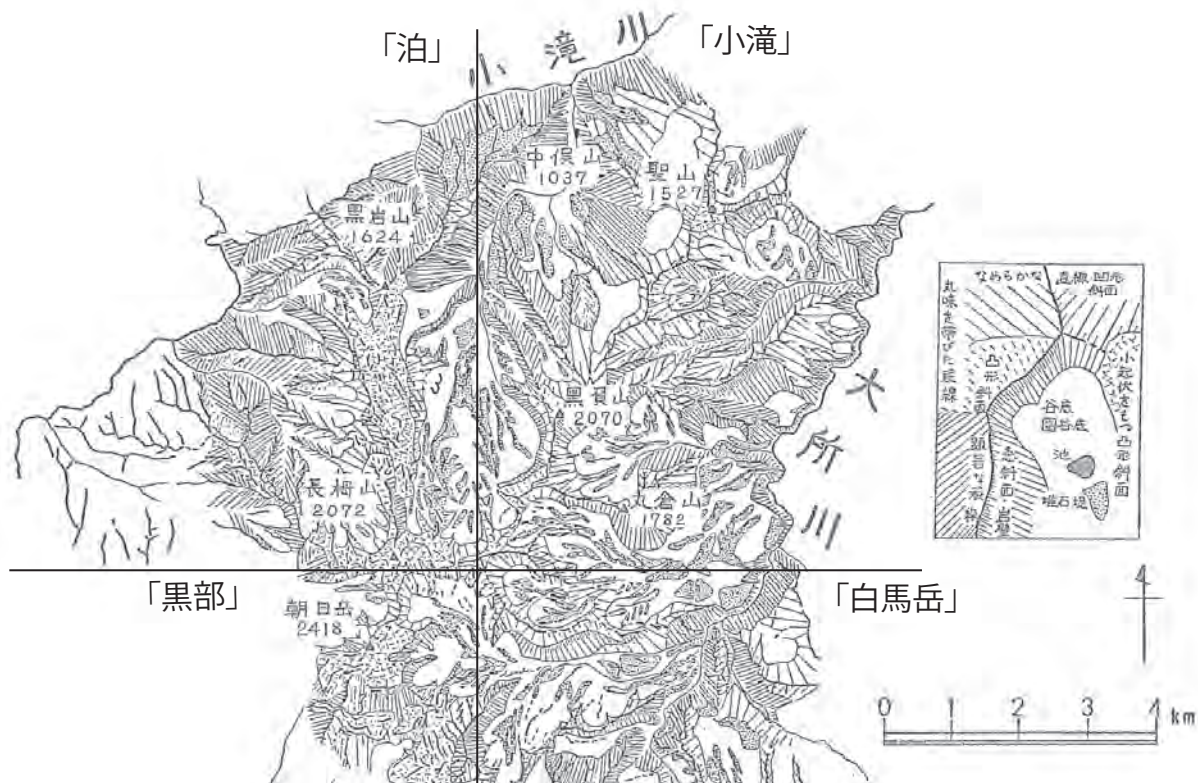 「泊」
小滝川
「小滝」
中俣山
1037
聖山
1527
黒岩山
1624
黒負山
2070
大所川
長栂山
2072
丸倉山
1782
「黒部」
朝日岳
2418
「白馬岳」
なめらかな
直線凹形
斜面
丸味を帯びた稜線
凸形斜面
小起伏をもつ凸形斜面
谷底
圏谷底
池
堆石堤
顕著な
急斜面・岩壁
4
0 1 2 3 4 km